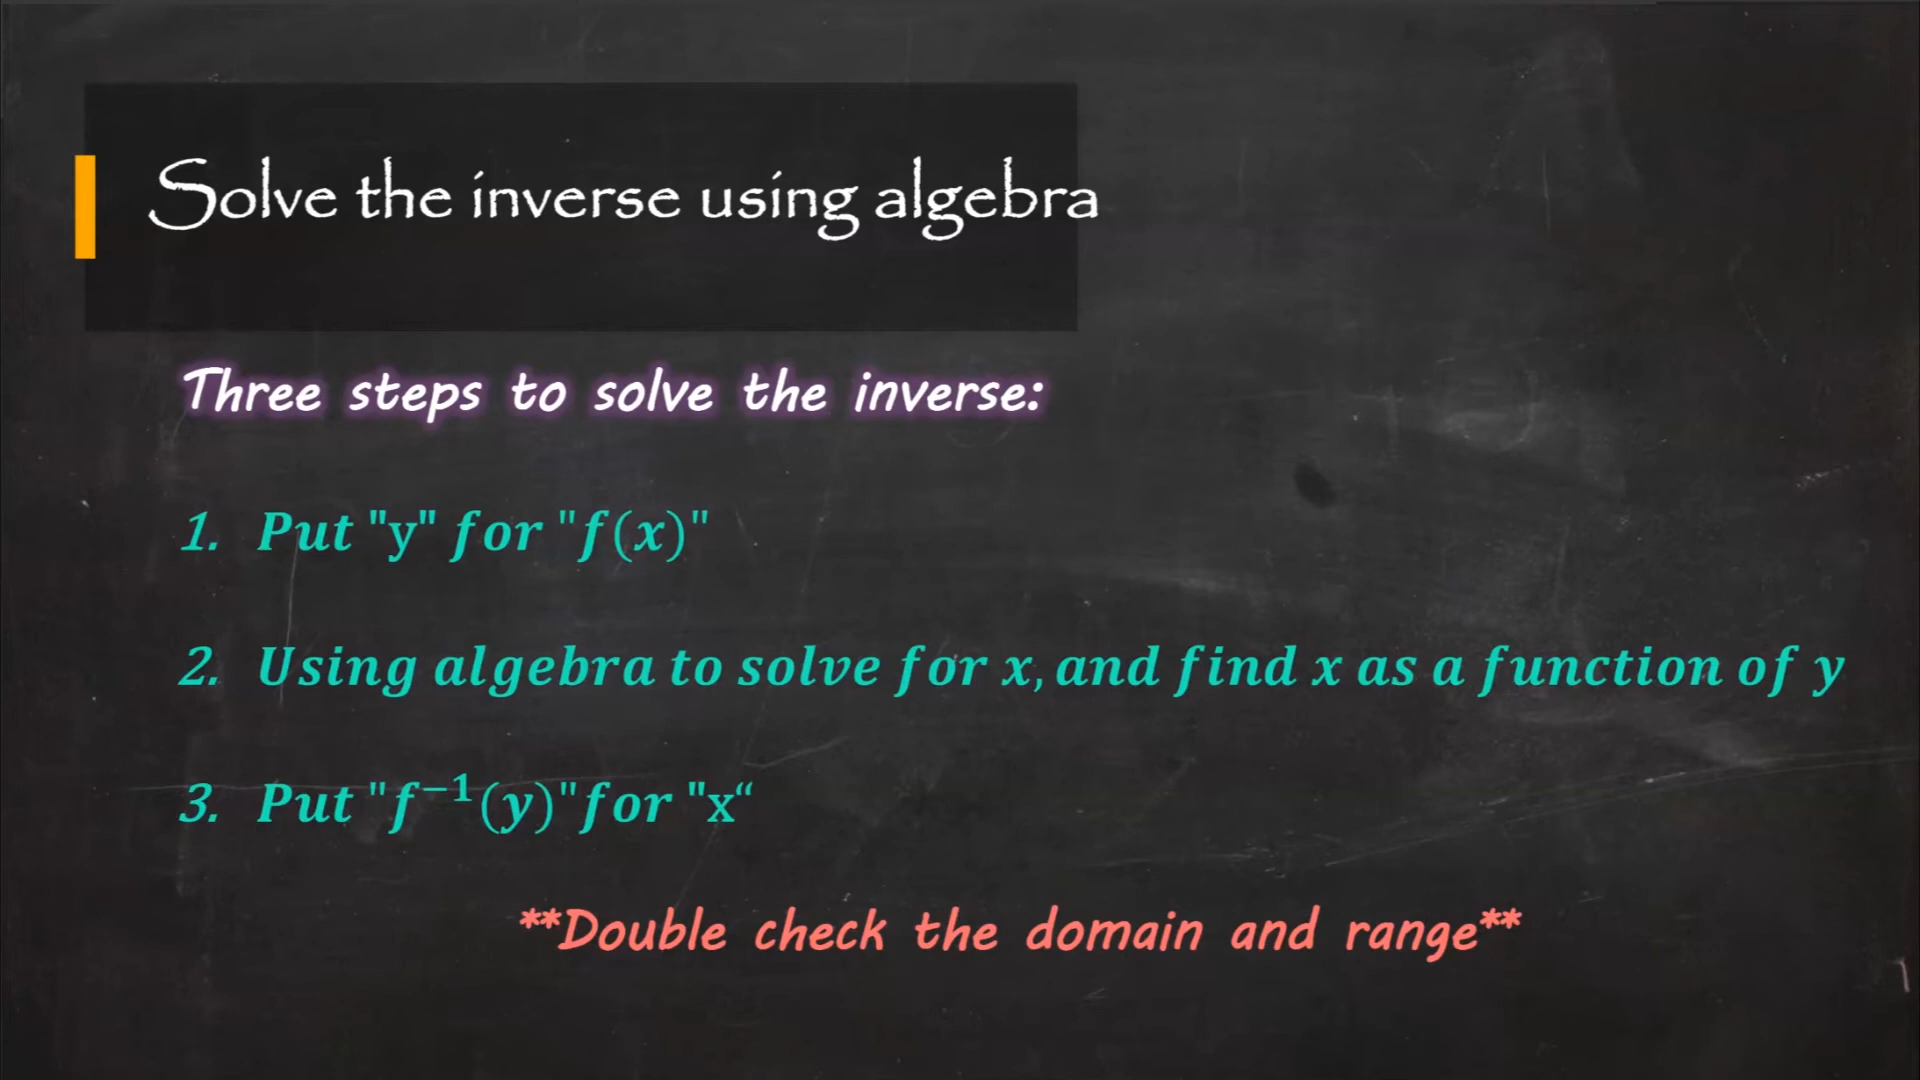 Solve the inverse using algebra
Three steps to solve the inverse:
1. Put "y" for "f(x)"
2. Using algebra to solve for x, and find x as a function of y
3. Put "f⁻¹(y)"for "x“
**Double check the domain and range**